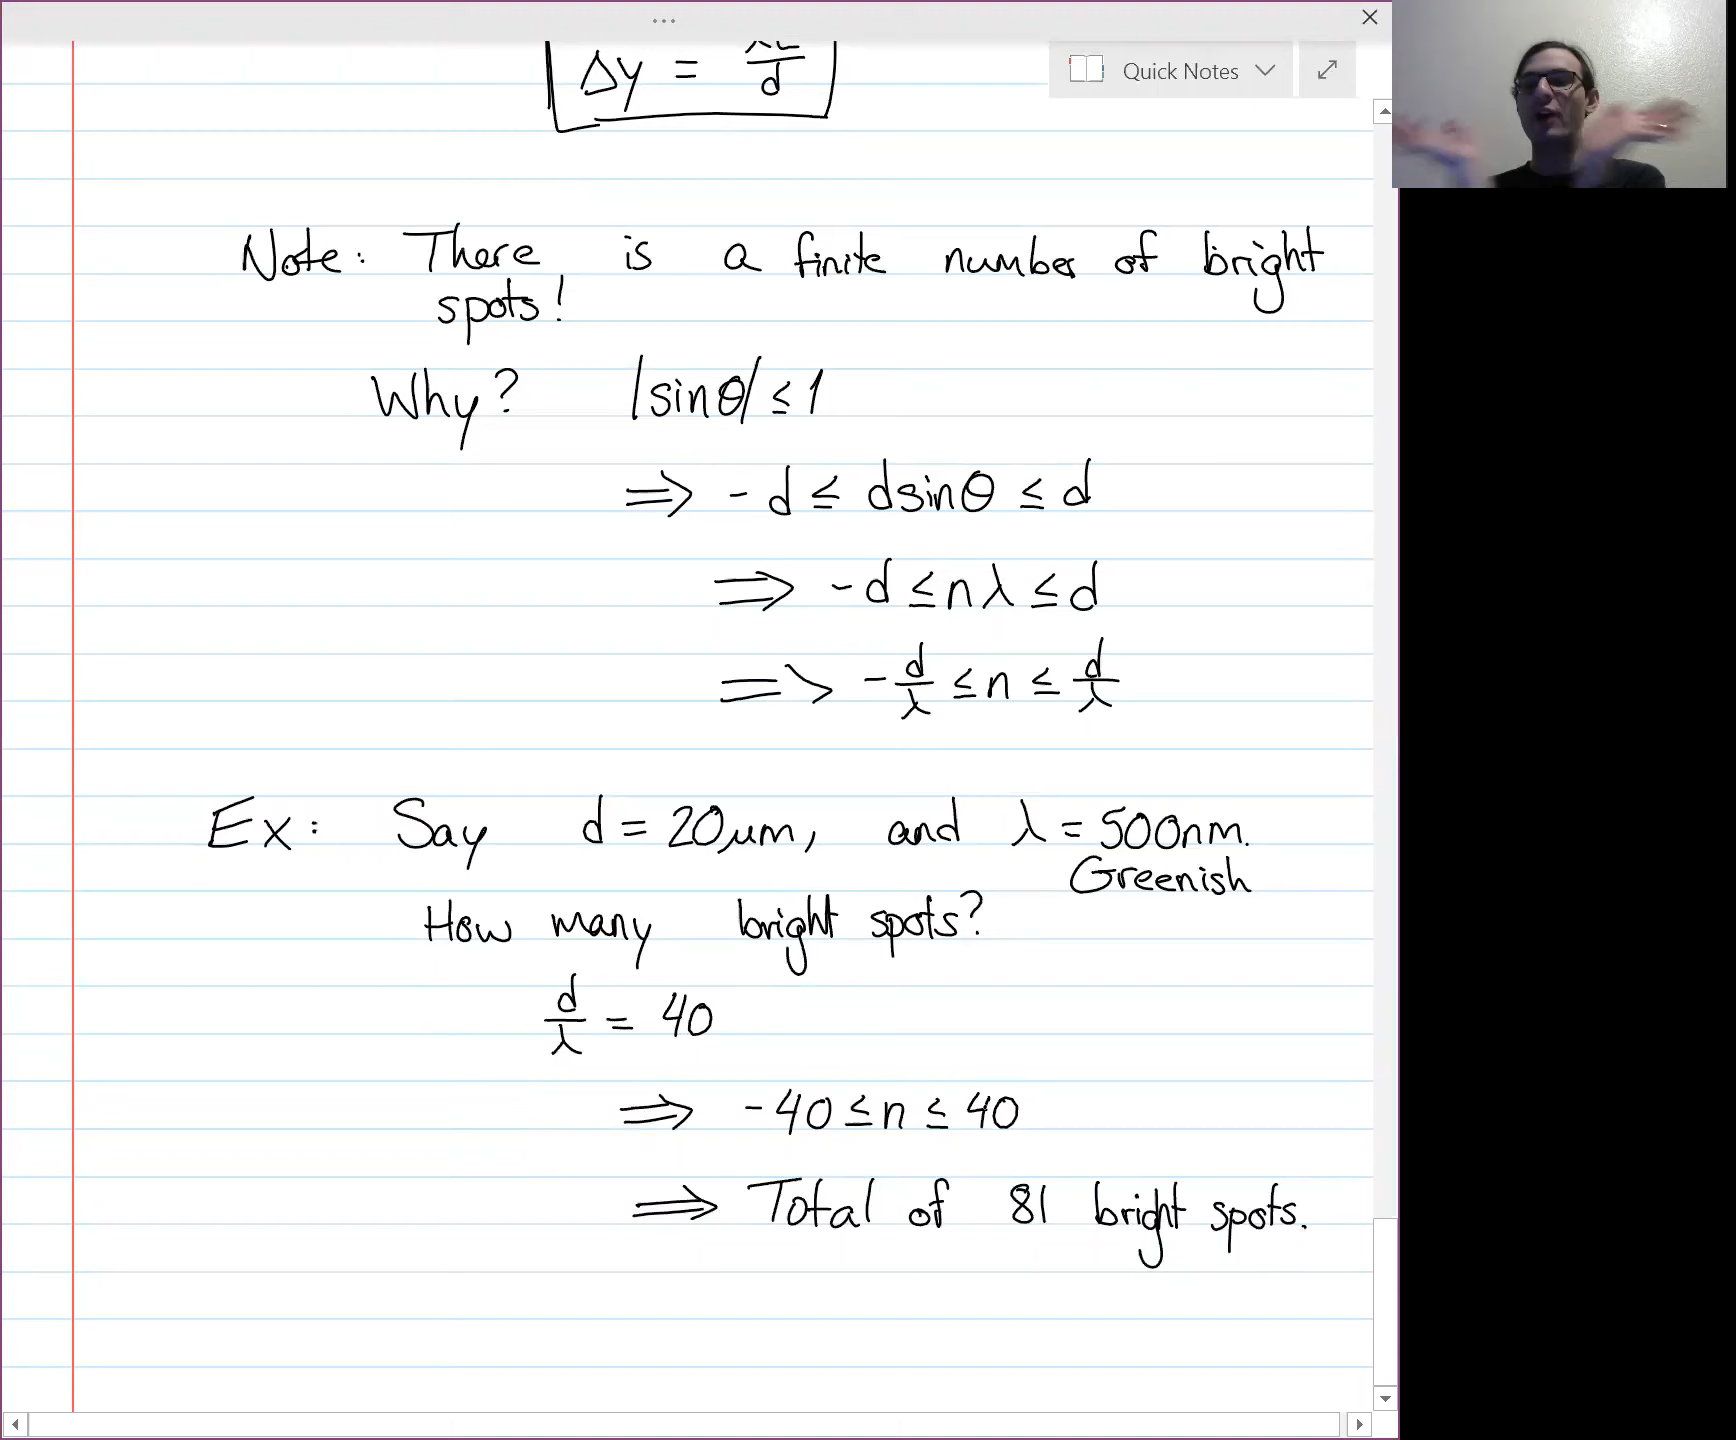 Quick Notes
Δy = λL/d
Note: There is a finite number of bright
spots!
Why? |sinθ| ≤ 1
⇒ -d ≤ dsinθ ≤ d
⇒ -d ≤ nλ ≤ d
=> -d/λ ≤ n ≤ d/λ
Ex: Say d = 20μm, and λ = 500nm.
Greenish
How many bright spots?
d/λ = 40
⇒ -40 ≤ n ≤ 40
⇒ Total of 81 bright spots.